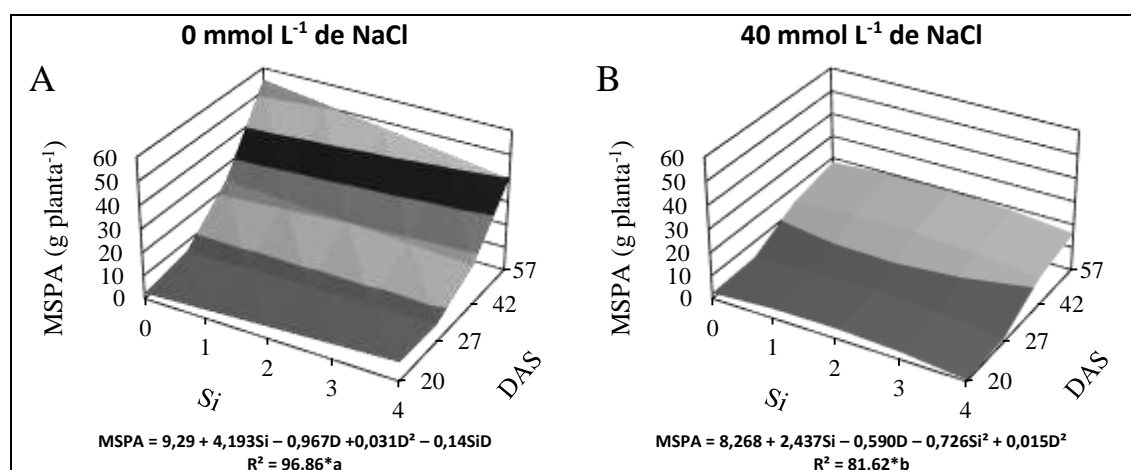 0 mmol L⁻¹ de NaCl
40 mmol L⁻¹ de NaCl
A
MSPA (g planta⁻¹)
60
50
40
30
20
10
0
0
1
2
3
4
Si
20
27
42
57
DAS
MSPA = 9,29 + 4,193Si – 0,967D +0,031D² – 0,14SiD
R² = 96,86*a
B
MSPA (g planta⁻¹)
60
50
40
30
20
10
0
0
1
2
3
4
Si
20
27
42
57
DAS
MSPA = 8,268 + 2,437Si – 0,590D – 0,726Si² + 0,015D²
R² = 81,62*b